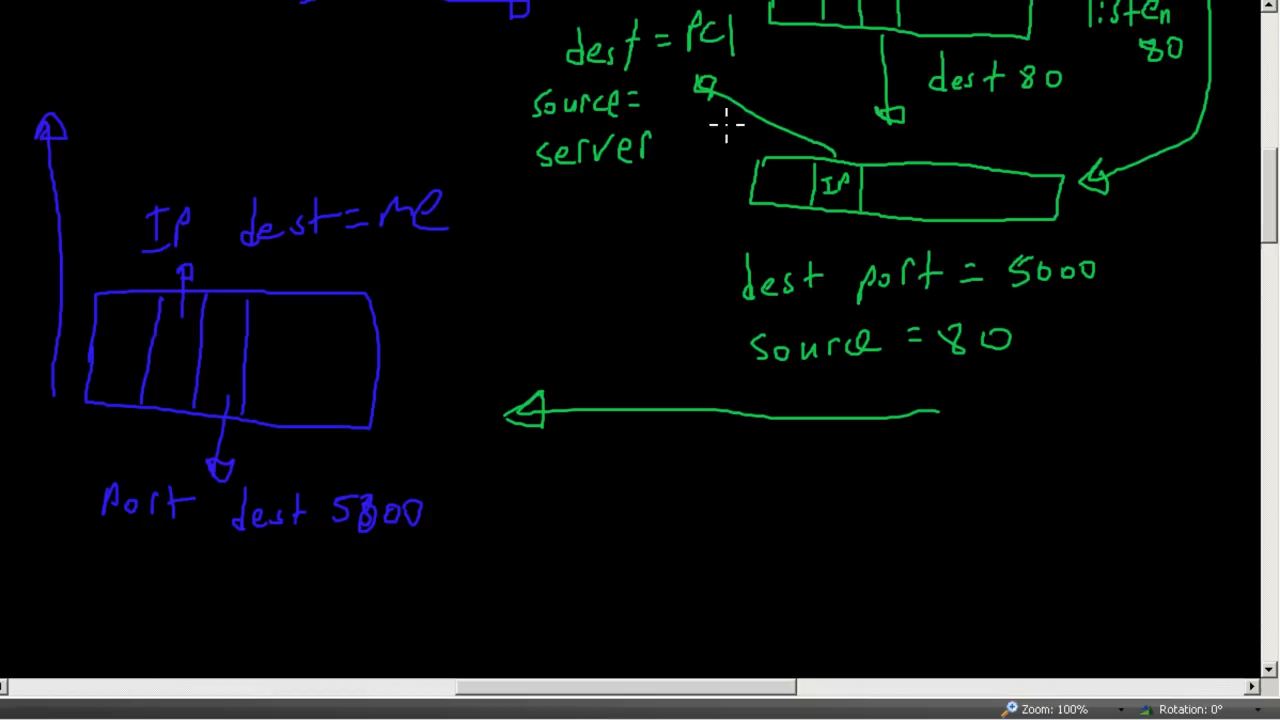 listen
80
dest = PC1
dest 80
source=
server
IP
IP dest = me
dest port = 5000
source = 80
Port dest 5000
Zoom: 100%
Rotation: 0°